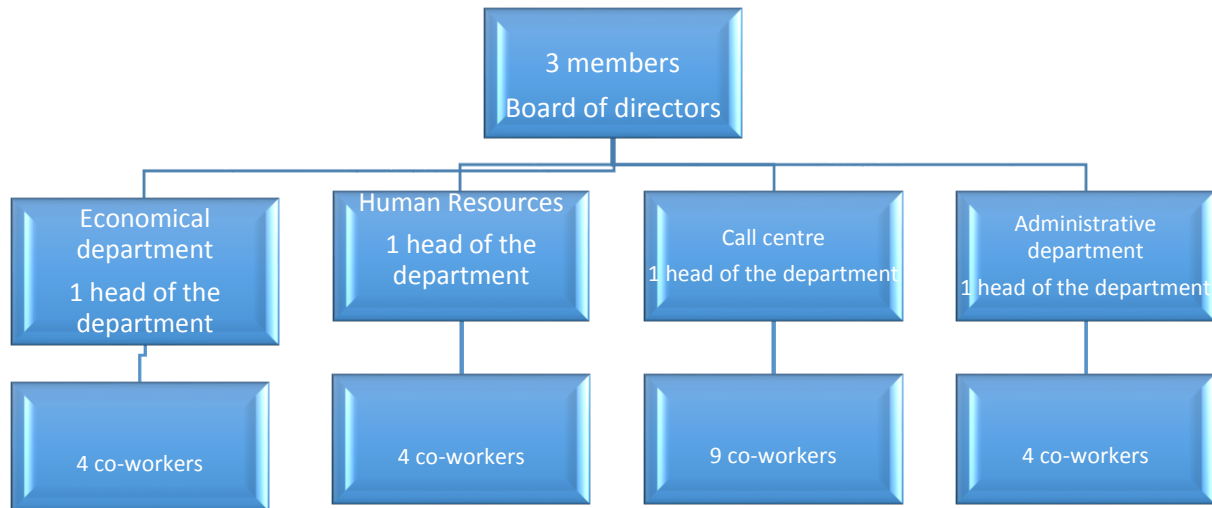 3 members
Board of directors
Economical
department
1 head of the
department
Human Resources
1 head of the
department
Call centre
1 head of the department
Administrative
department
1 head of the department
4 co-workers
4 co-workers
9 co-workers
4 co-workers